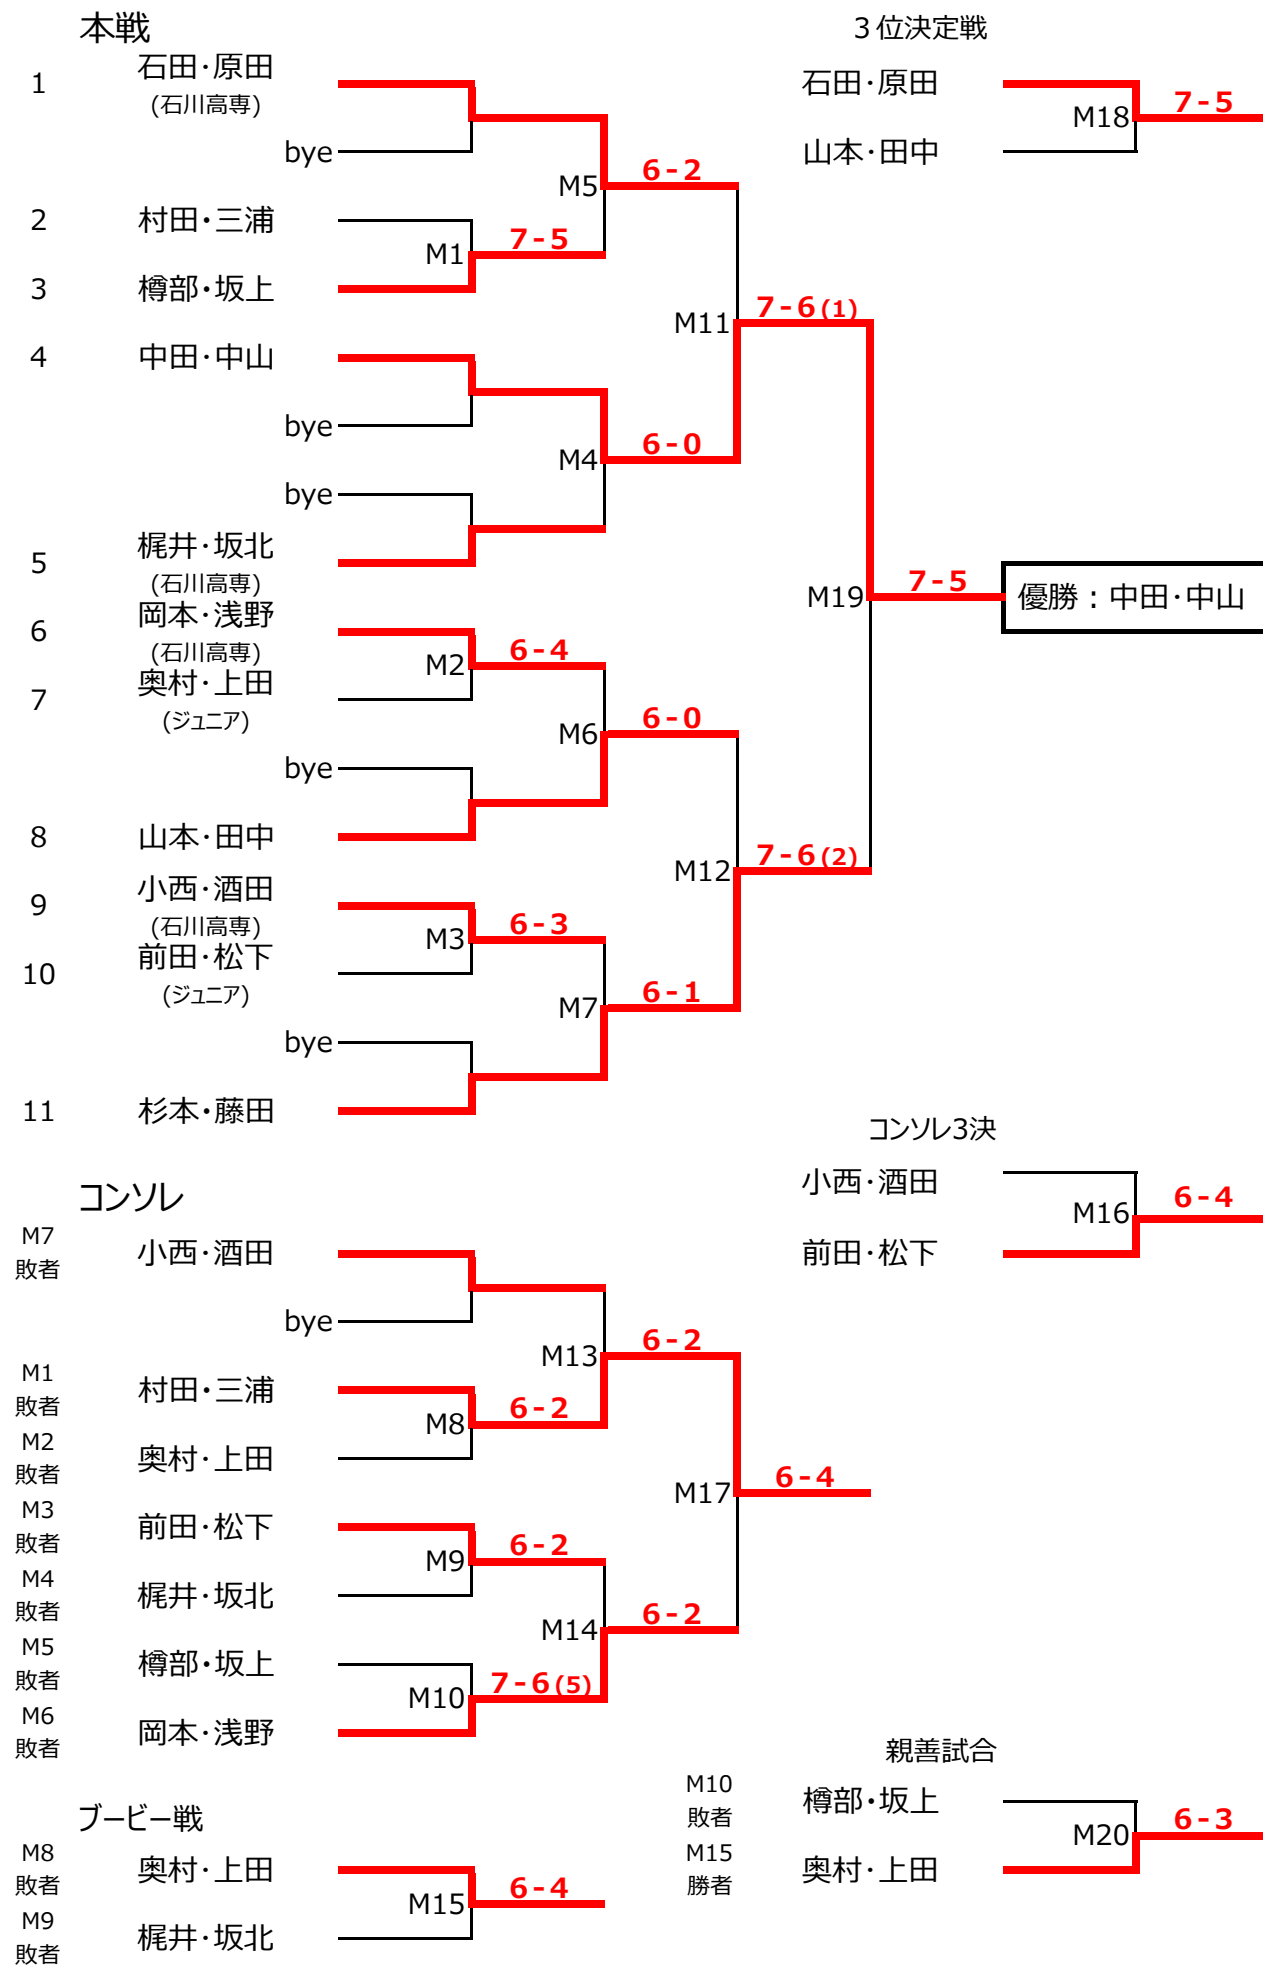 本戦
３位決定戦
1 石田・原田
(石川高専)
bye
石田・原田
M18 7-5
山本・田中
M5 6-2
2 村田・三浦
M1 7-5
3 樽部・坂上
M11 7-6(1)
4 中田・中山
bye
M4 6-0
bye
5 梶井・坂北
(石川高専)
M19 7-5
優勝：中田・中山
6 岡本・浅野
(石川高専)
M2 6-4
7 奥村・上田
(ジュニア)
M6 6-0
bye
8 山本・田中
M12 7-6(2)
9 小西・酒田
(石川高専)
M3 6-3
10 前田・松下
(ジュニア)
M7 6-1
bye
11 杉本・藤田
コンソレ3決
小西・酒田
M16 6-4
前田・松下
コンソレ
M7
敗者
小西・酒田
bye
M13 6-2
M1
敗者
村田・三浦
M8 6-2
M2
敗者
奥村・上田
M17 6-4
M3
敗者
前田・松下
M9 6-2
M4
敗者
梶井・坂北
M14 6-2
M5
敗者
樽部・坂上
M10 7-6(5)
M6
敗者
岡本・浅野
親善試合
M10
敗者
樽部・坂上
M20 6-3
M15
勝者
奥村・上田
ブービー戦
M8
敗者
奥村・上田
M15 6-4
M9
敗者
梶井・坂北